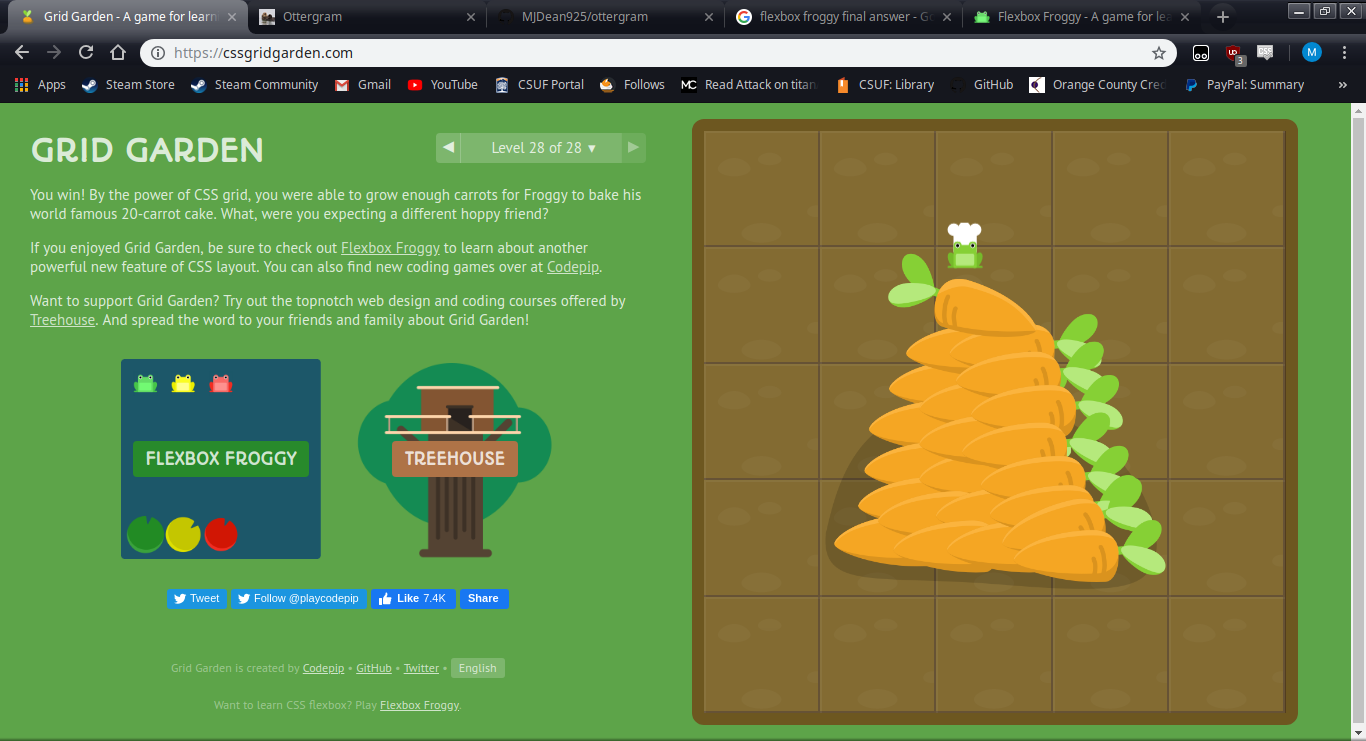 Grid Garden - A game for learn
Ottergram
MJDean925/ottergram
flexbox froggy final answer - Go
Flexbox Froggy - A game for lea
https://cssgridgarden.com
3
CSS
M
Apps
Steam Store
Steam Community
Gmail
YouTube
CSUF Portal
Follows
MC
Read Attack on titan
CSUF: Library
GitHub
Orange County Cred
PayPal: Summary
»
GRID GARDEN
◀ Level 28 of 28 ▼ ▶
You win! By the power of CSS grid, you were able to grow enough carrots for Froggy to bake his
world famous 20-carrot cake. What, were you expecting a different hoppy friend?
If you enjoyed Grid Garden, be sure to check out Flexbox Froggy to learn about another
powerful new feature of CSS layout. You can also find new coding games over at Codepip.
Want to support Grid Garden? Try out the topnotch web design and coding courses offered by
Treehouse. And spread the word to your friends and family about Grid Garden!
FLEXBOX FROGGY
TREEHOUSE
Tweet
Follow @playcodepip
Like 7.4K
Share
Grid Garden is created by Codepip • GitHub • Twitter • English
Want to learn CSS flexbox? Play Flexbox Froggy.